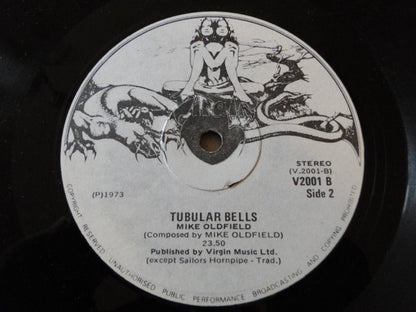 Virgin
STEREO
(V.2001-B)
V2001 B
Side 2
(P)1973
TUBULAR BELLS
MIKE OLDFIELD
(Composed by MIKE OLDFIELD)
23.50
Published by Virgin Music Ltd.
(except Sailors Hornpipe - Trad.)
COPYRIGHT RESERVED UNAUTHORISED PUBLIC PERFORMANCE BROADCASTING AND COPYING PROHIBITED